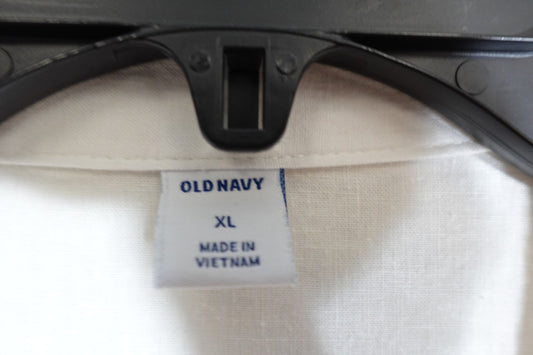 OLD NAVY
XL
MADE IN
VIETNAM